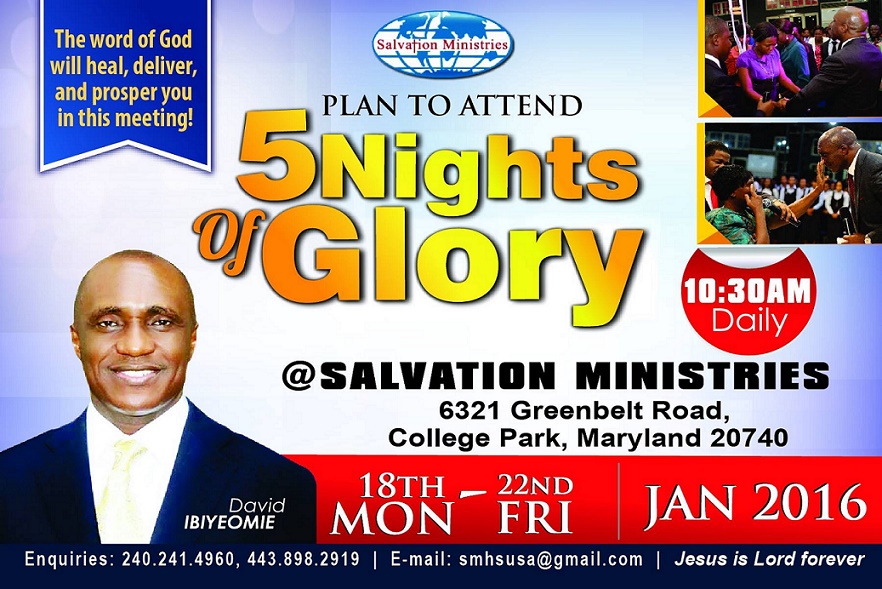 The word of God
will heal, deliver,
and prosper you
in this meeting!
Salvation Ministries
PLAN TO ATTEND
5 Nights
Of Glory
10:30AM
Daily
@SALVATION MINISTRIES
6321 Greenbelt Road,
College Park, Maryland 20740
David
IBIYEOMIE
18TH - 22ND
MON FRI
JAN 2016
Enquiries: 240.241.4960, 443.898.2919 | E-mail: smhsusa@gmail.com | Jesus is Lord forever